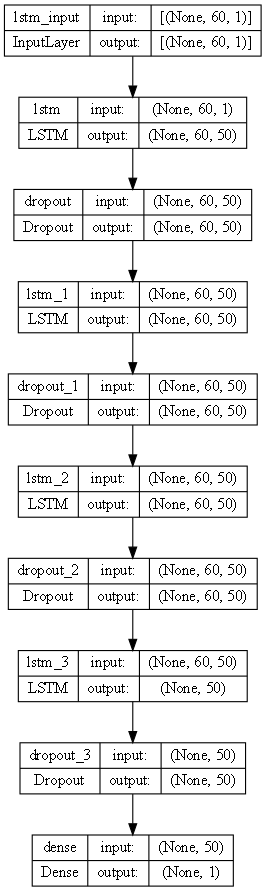 lstm_input input: [(None, 60, 1)]
InputLayer output: [(None, 60, 1)]
lstm input: (None, 60, 1)
LSTM output: (None, 60, 50)
dropout input: (None, 60, 50)
Dropout output: (None, 60, 50)
lstm_1 input: (None, 60, 50)
LSTM output: (None, 60, 50)
dropout_1 input: (None, 60, 50)
Dropout output: (None, 60, 50)
lstm_2 input: (None, 60, 50)
LSTM output: (None, 60, 50)
dropout_2 input: (None, 60, 50)
Dropout output: (None, 60, 50)
lstm_3 input: (None, 60, 50)
LSTM output: (None, 50)
dropout_3 input: (None, 50)
Dropout output: (None, 50)
dense input: (None, 50)
Dense output: (None, 1)